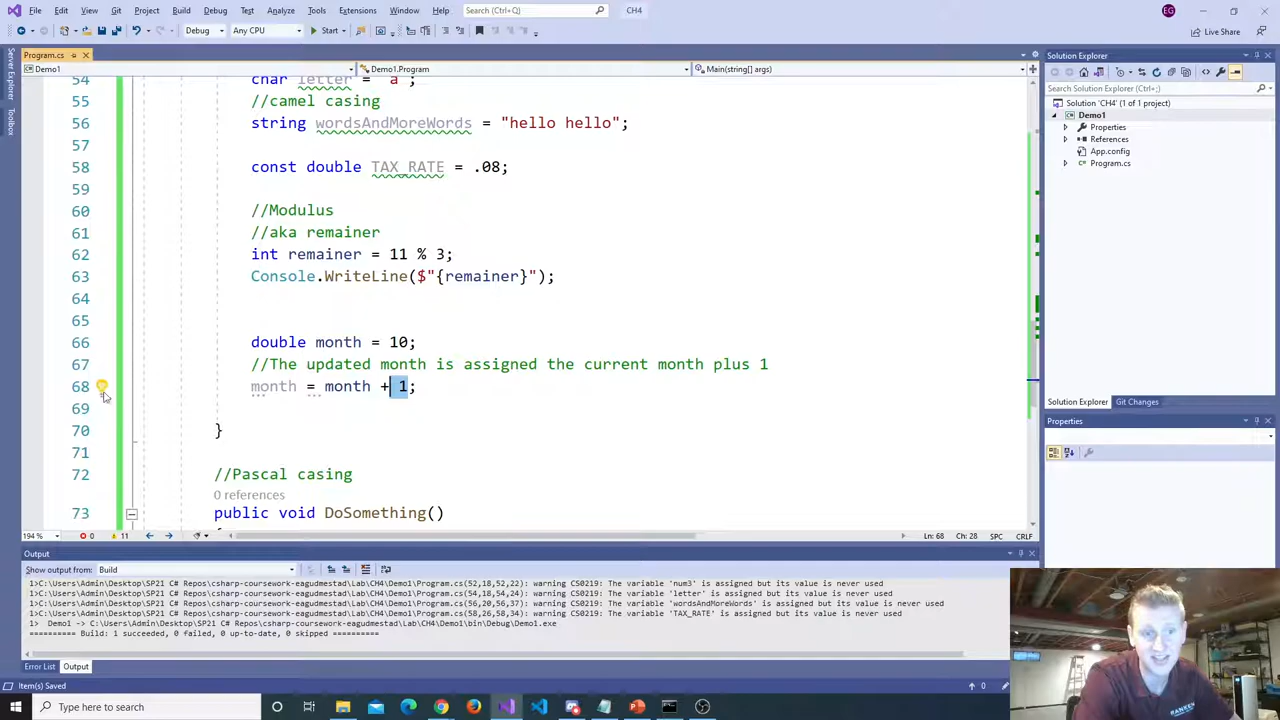 File Edit View Git Project Build Debug Test Analyze Tools Extensions Window Help Search (Ctrl+Q) CH4 EG
Debug Any CPU Start Live Share
Program.cs
Demo1 Demo1.Program Main(string[] args)
Server Explorer
Toolbox
54 char letter = 'a';
55 //camel casing
56 string wordsAndMoreWords = "hello hello";
57
58 const double TAX_RATE = .08;
59
60 //Modulus
61 //aka remainer
62 int remainer = 11 % 3;
63 Console.WriteLine($"{remainer}");
64
65
66 double month = 10;
67 //The updated month is assigned the current month plus 1
68 month = month + 1;
69
70 }
71
72 //Pascal casing
0 references
73 public void DoSomething()
194 % 0 11 Ln: 68 Ch: 28 SPC CRLF
Solution Explorer
Search Solution Explorer (Ctrl+;)
Solution 'CH4' (1 of 1 project)
Demo1
Properties
References
App.config
Program.cs
Solution Explorer Git Changes
Properties
Output
Show output from: Build
1>C:\Users\Admin\Desktop\SP21 C# Repos\csharp-coursework-eagudmestad\Lab\CH4\Demo1\Program.cs(52,18,52,22): warning CS0219: The variable 'num3' is assigned but its value is never used
1>C:\Users\Admin\Desktop\SP21 C# Repos\csharp-coursework-eagudmestad\Lab\CH4\Demo1\Program.cs(54,18,54,24): warning CS0219: The variable 'letter' is assigned but its value is never used
1>C:\Users\Admin\Desktop\SP21 C# Repos\csharp-coursework-eagudmestad\Lab\CH4\Demo1\Program.cs(56,20,56,37): warning CS0219: The variable 'wordsAndMoreWords' is assigned but its value is never used
1>C:\Users\Admin\Desktop\SP21 C# Repos\csharp-coursework-eagudmestad\Lab\CH4\Demo1\Program.cs(58,26,58,34): warning CS0219: The variable 'TAX_RATE' is assigned but its value is never used
1> Demo1 -> C:\Users\Admin\Desktop\SP21 C# Repos\csharp-coursework-eagudmestad\Lab\CH4\Demo1\bin\Debug\Demo1.exe
========== Build: 1 succeeded, 0 failed, 0 up-to-date, 0 skipped ==========
Error List Output
Item(s) Saved 0
Type here to search